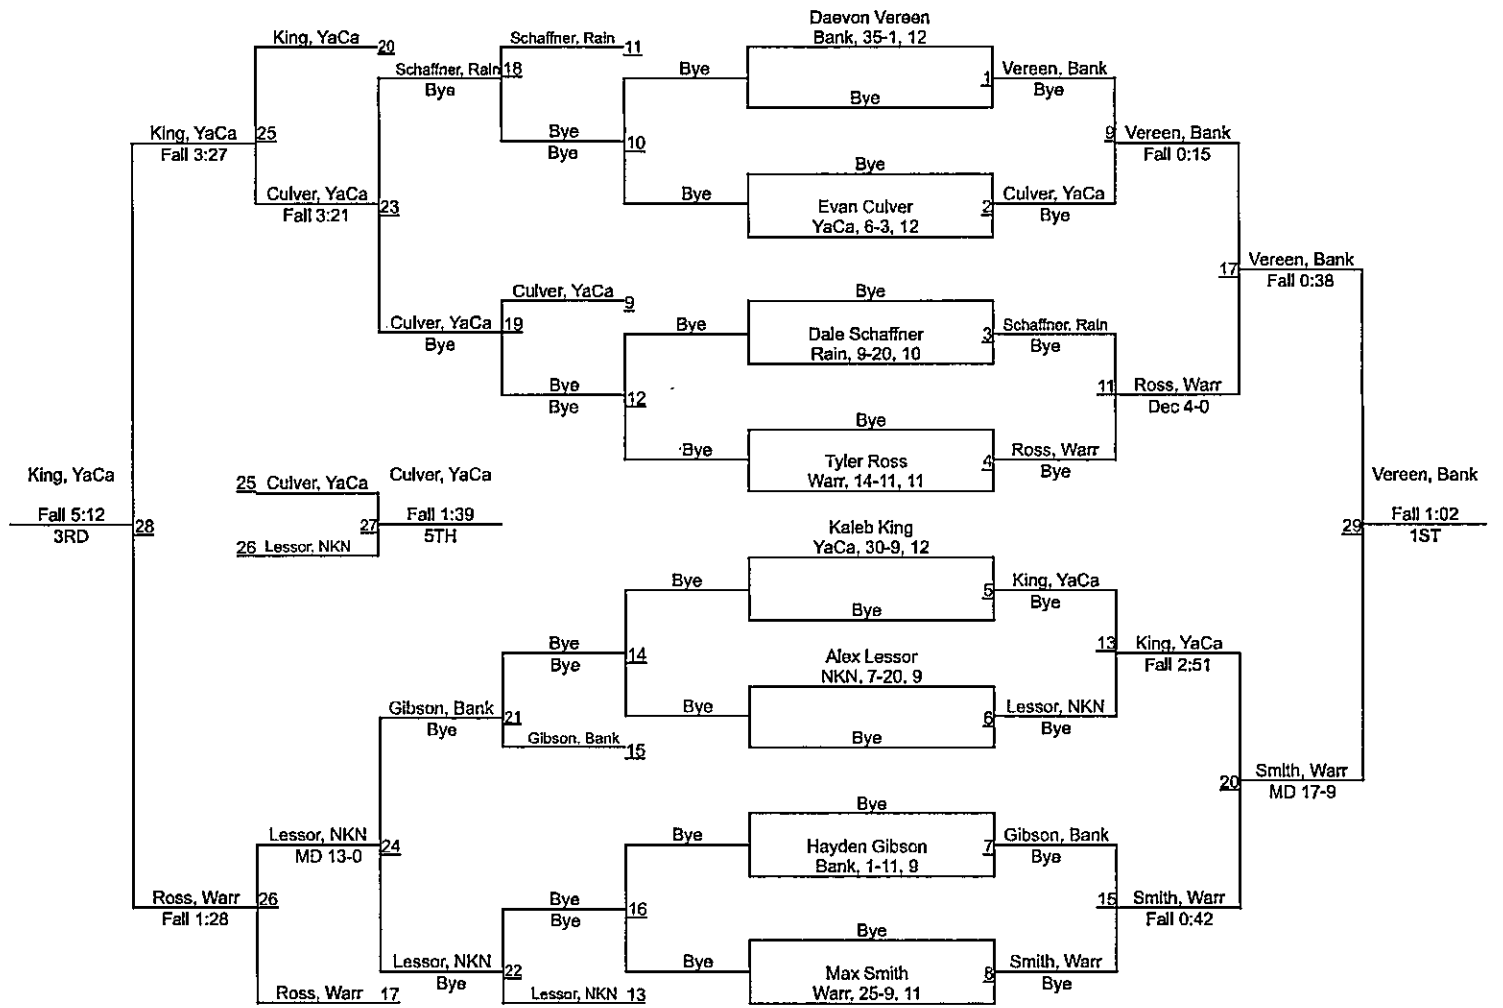 Daevon Vereen
Bank, 35-1, 12
King, YaCa 20
Schaffner, Rain 11
Schaffner, Rain 18
Bye
Bye
1 Vereen, Bank
Bye
Bye
King, YaCa 25
Fall 3:27
Bye
Bye
10
9 Vereen, Bank
Fall 0:15
Bye
Culver, YaCa 23
Fall 3:21
Bye
Evan Culver
YaCa, 6-3, 12
2 Culver, YaCa
Bye
17 Vereen, Bank
Fall 0:38
Culver, YaCa 9
Bye
Culver, YaCa 19
Bye
Bye
Dale Schaffner
Rain, 9-20, 10
3 Schaffner, Rain
Bye
Bye
Bye
12
11 Ross, Warr
Dec 4-0
Bye
Bye
Tyler Ross
Warr, 14-11, 11
4 Ross, Warr
Bye
King, YaCa
Fall 5:12
3RD
28
25 Culver, YaCa
26 Lessor, NKN
27
Culver, YaCa
Fall 1:39
5TH
Vereen, Bank
29 Fall 1:02
1ST
Kaleb King
YaCa, 30-9, 12
Bye
5 King, YaCa
Bye
Bye
Bye
Bye
14
13 King, YaCa
Fall 2:51
Alex Lessor
NKN, 7-20, 9
Gibson, Bank 21
Bye
Bye
6 Lessor, NKN
Bye
Gibson, Bank 15
Bye
20 Smith, Warr
MD 17-9
Bye
Lessor, NKN 24
MD 13-0
Bye
Hayden Gibson
Bank, 1-11, 9
7 Gibson, Bank
Bye
Ross, Warr 26
Fall 1:28
Bye
Bye
16
15 Smith, Warr
Fall 0:42
Bye
Lessor, NKN 22
Bye
Bye
Max Smith
Warr, 25-9, 11
8 Smith, Warr
Bye
Ross, Warr 17
Lessor, NKN 13